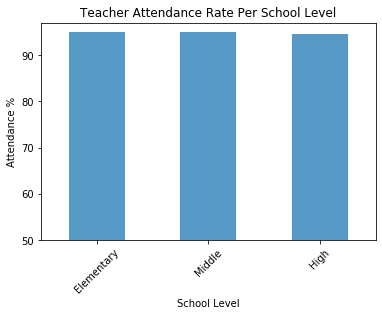 Teacher Attendance Rate Per School Level
Attendance %
90
80
70
60
50
Elementary
Middle
High
School Level